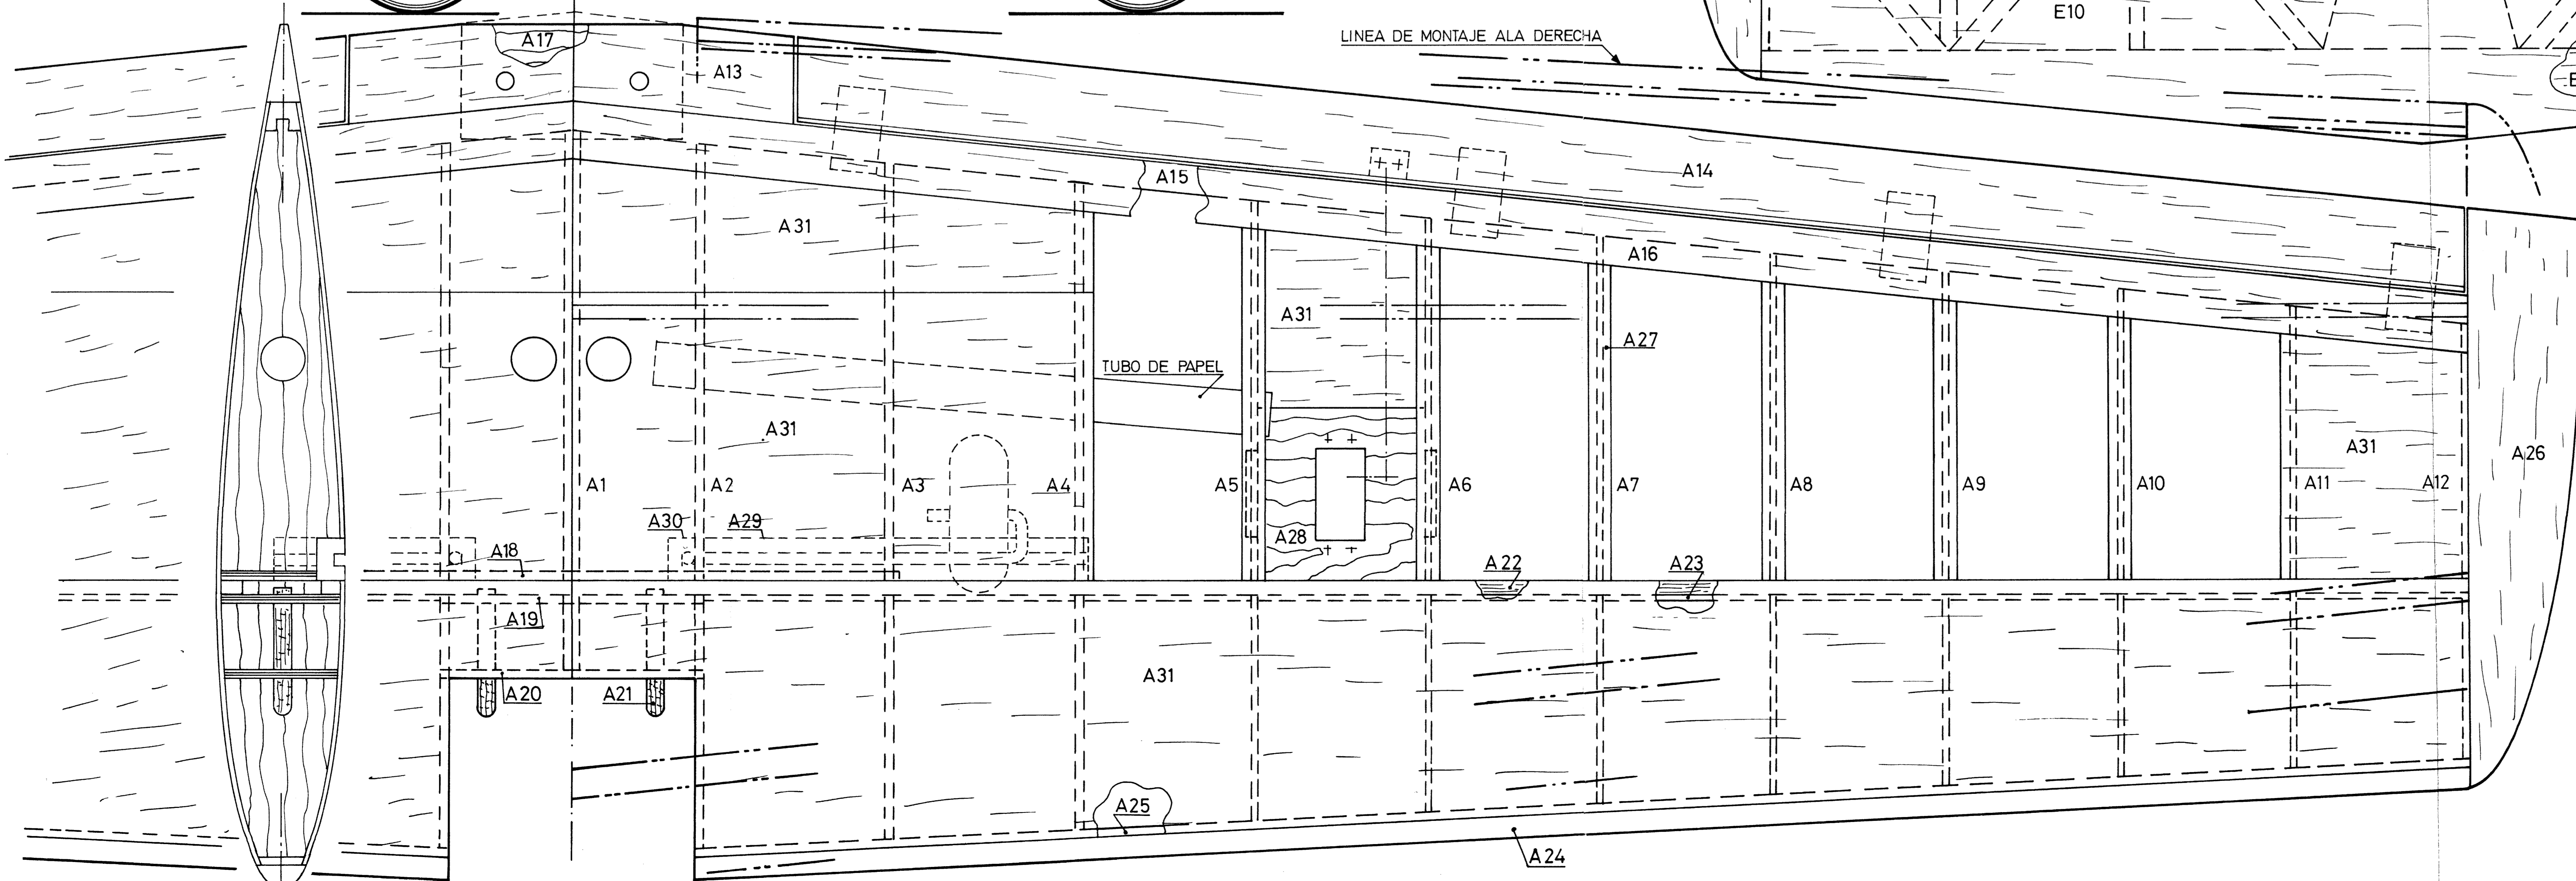 E10
LINEA DE MONTAJE ALA DERECHA
A17
A13
A15
A14
A31
A16
A31
A27
TUBO DE PAPEL
A31
A31
A26
A1
A2
A3
A4
A5
A6
A7
A8
A9
A10
A11
A12
A30
A29
A28
A18
A22
A23
A19
A31
A20
A21
A25
A24